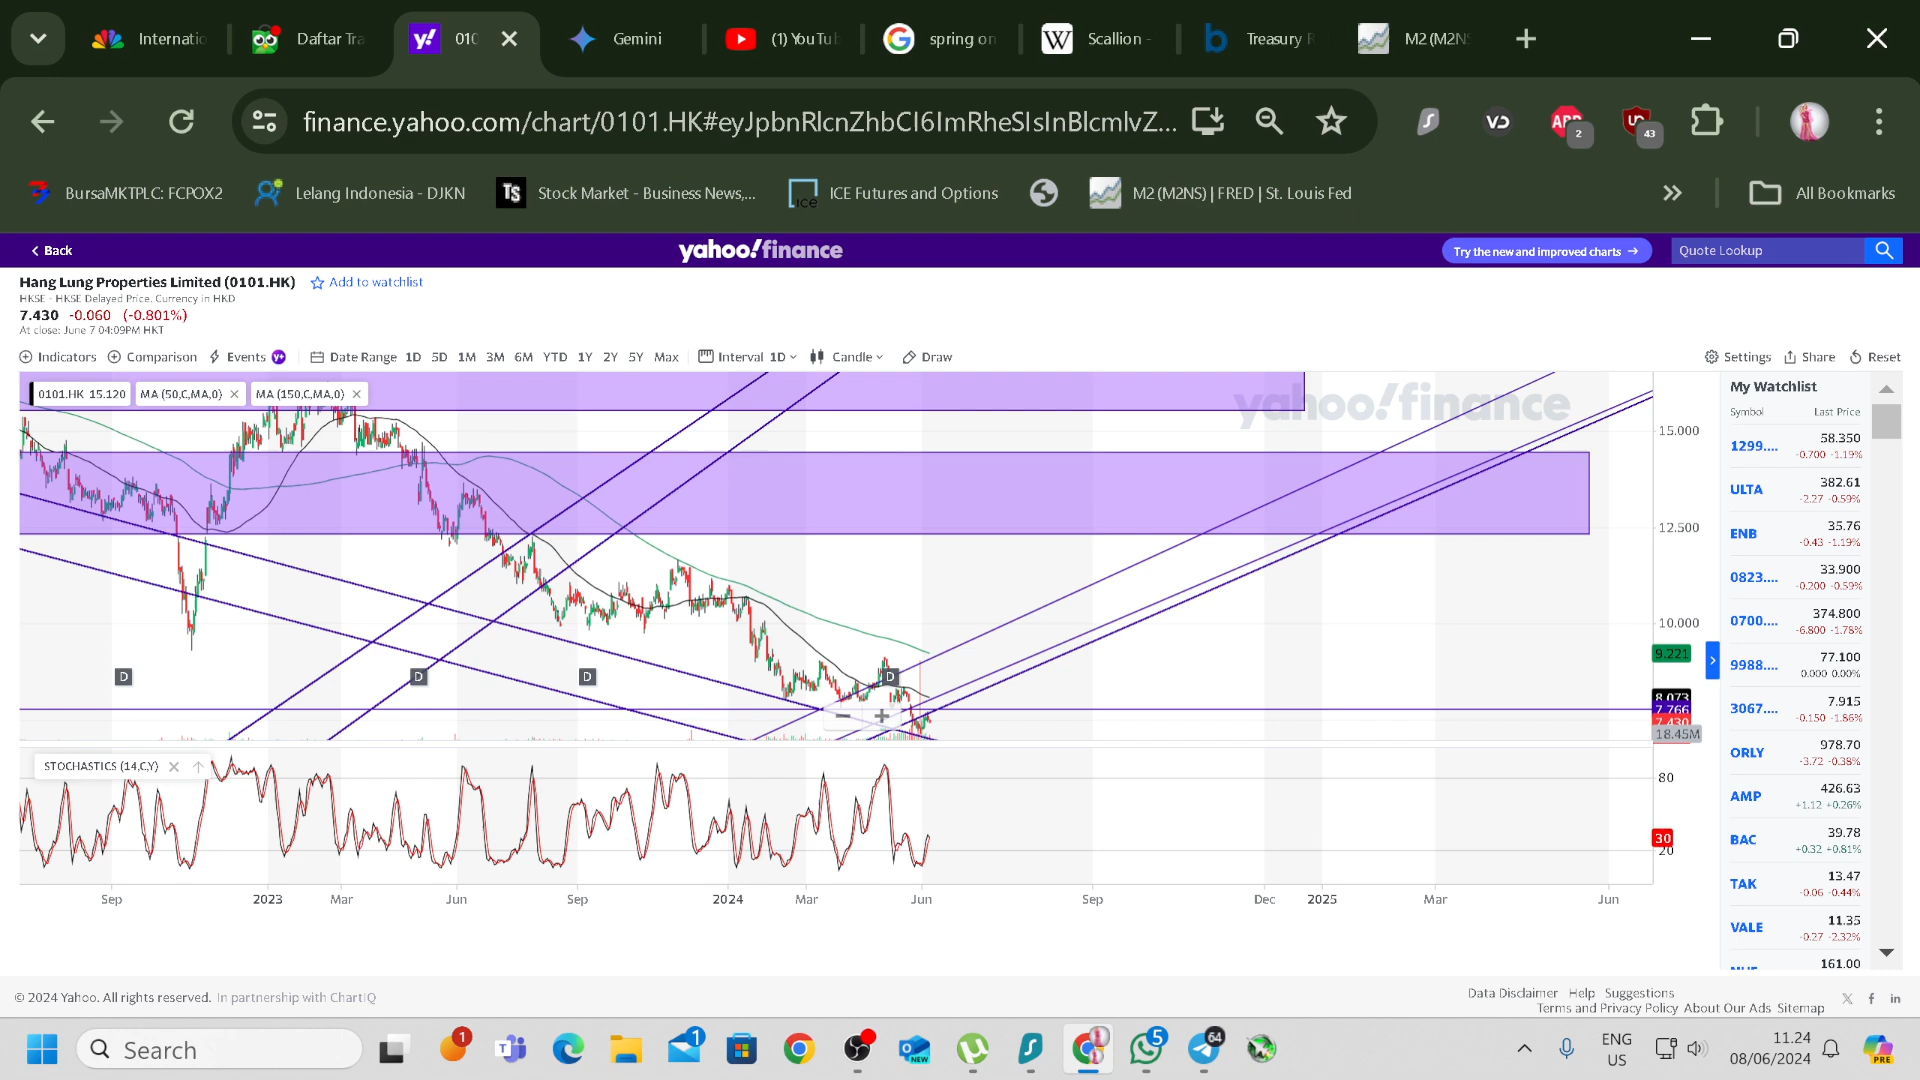 Internatio
Daftar Tra
010
Gemini
(1) YouTub
spring on
Scallion -
Treasury R
M2 (M2NS
finance.yahoo.com/chart/0101.HK#eyJpbnRlcnZhbCI6ImRheSIsInBlcmlvZ...
2
43
BursaMKTPLC: FCPOX2
Lelang Indonesia - DJKN
TS
Stock Market - Business News,...
ICE Futures and Options
M2 (M2NS) | FRED | St. Louis Fed
All Bookmarks
Back
yahoo!finance
Try the new and improved charts →
Quote Lookup
Hang Lung Properties Limited (0101.HK)
Add to watchlist
HKSE - HKSE Delayed Price. Currency in HKD
7.430 -0.060 (-0.801%)
At close: June 7 04:09PM HKT
Indicators
Comparison
Events
Date Range 1D 5D 1M 3M 6M YTD 1Y 2Y 5Y Max
Interval 1D
Candle
Draw
Settings
Share
Reset
0101.HK 15.120
MA (50,C,MA,0)
MA (150,C,MA,0)
yahoo!finance
15.000
12.500
10.000
9.221
8.073
7.766
7.430
18.45M
D
D
D
D
STOCHASTICS (14,C,Y)
80
30
20
Sep
2023
Mar
Jun
Sep
2024
Mar
Jun
Sep
Dec
2025
Mar
Jun
My Watchlist
Symbol Last Price
1299.... 58.350
-0.700 -1.19%
ULTA 382.61
-2.27 -0.59%
ENB 35.76
-0.43 -1.19%
0823.... 33.900
-0.200 -0.59%
0700.... 374.800
-6.800 -1.78%
9988.... 77.100
0.000 0.00%
3067.... 7.915
-0.150 -1.86%
ORLY 978.70
-3.72 -0.38%
AMP 426.63
+1.12 +0.26%
BAC 39.78
+0.32 +0.81%
TAK 13.47
-0.06 -0.44%
VALE 11.35
-0.27 -2.32%
161.00
© 2024 Yahoo. All rights reserved. In partnership with ChartIQ
Data Disclaimer Help Suggestions
Terms and Privacy Policy About Our Ads Sitemap
Search
1
1
NEW
5
64
ENG
US
11.24
08/06/2024
PRE